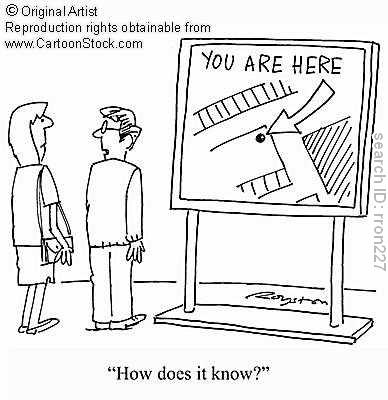 © Original Artist
Reproduction rights obtainable from
www.CartoonStock.com
YOU ARE HERE
search ID: rron227
Royston
“How does it know?”